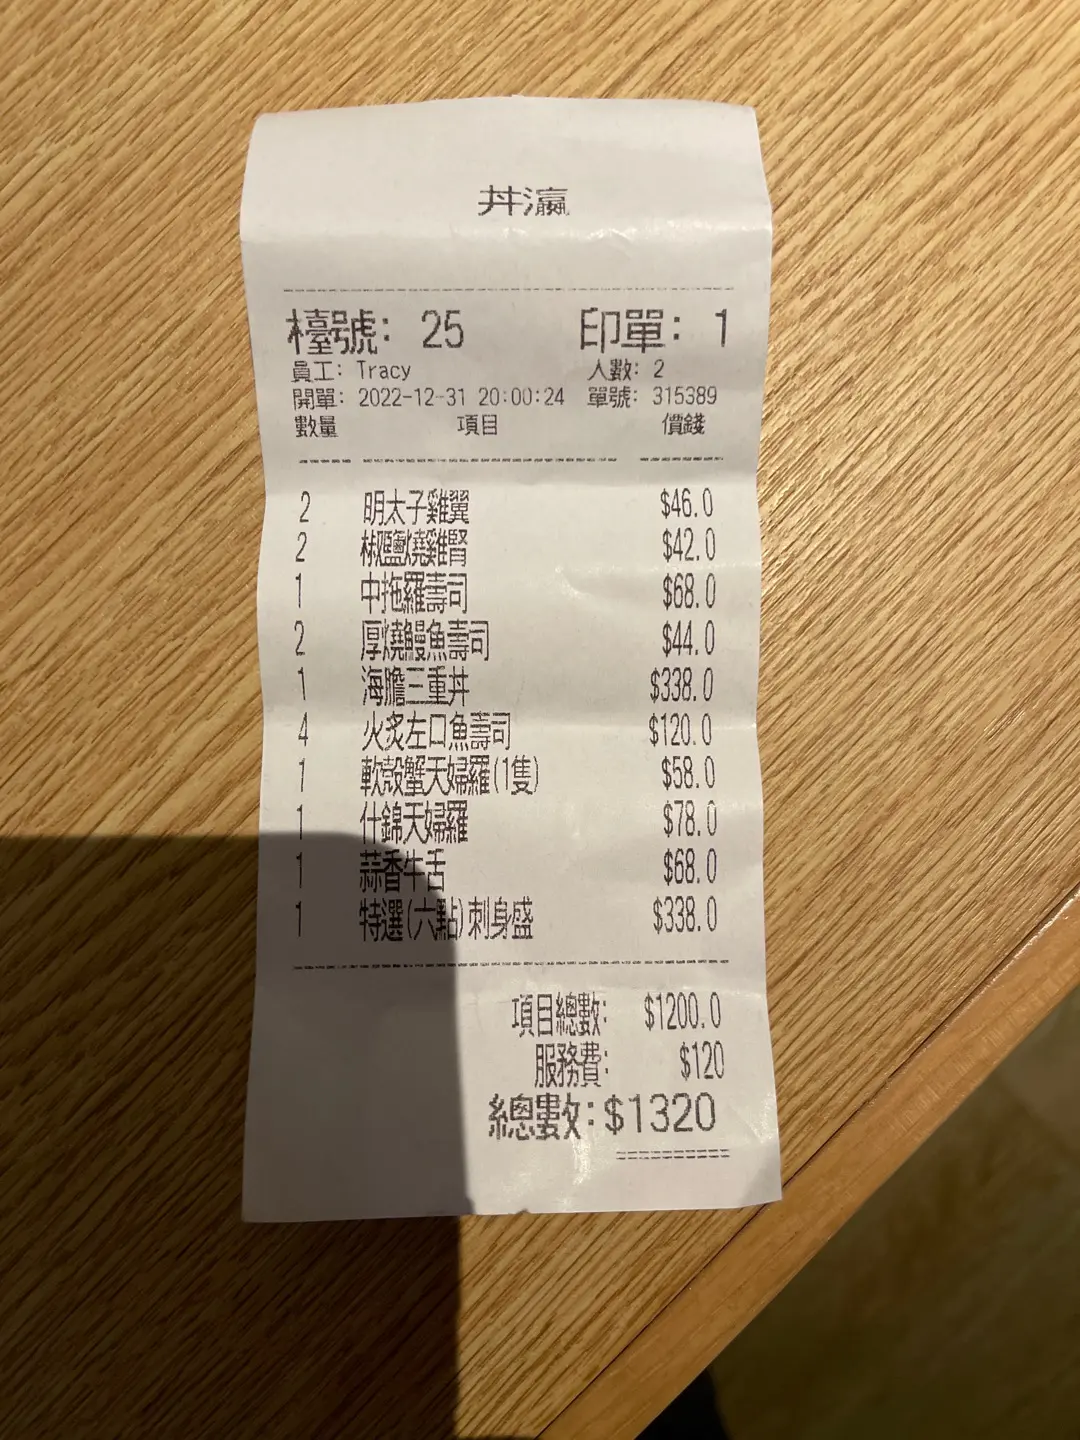 丼瀛
檯號: 25 印單: 1
員工: Tracy 人數: 2
開單: 2022-12-31 20:00:24 單號: 315389
數量 項目 價錢
2 明太子雞翼 $46.0
2 椒鹽燒雞腎 $42.0
1 中拖羅壽司 $68.0
2 厚燒鰻魚壽司 $44.0
1 海膽三重丼 $338.0
4 火炙左口魚壽司 $120.0
1 軟殼蟹天婦羅(1隻) $58.0
1 什錦天婦羅 $78.0
1 蒜香牛舌 $68.0
1 特選(六點)刺身盛 $338.0
項目總數: $1200.0
服務費: $120
總數: $1320